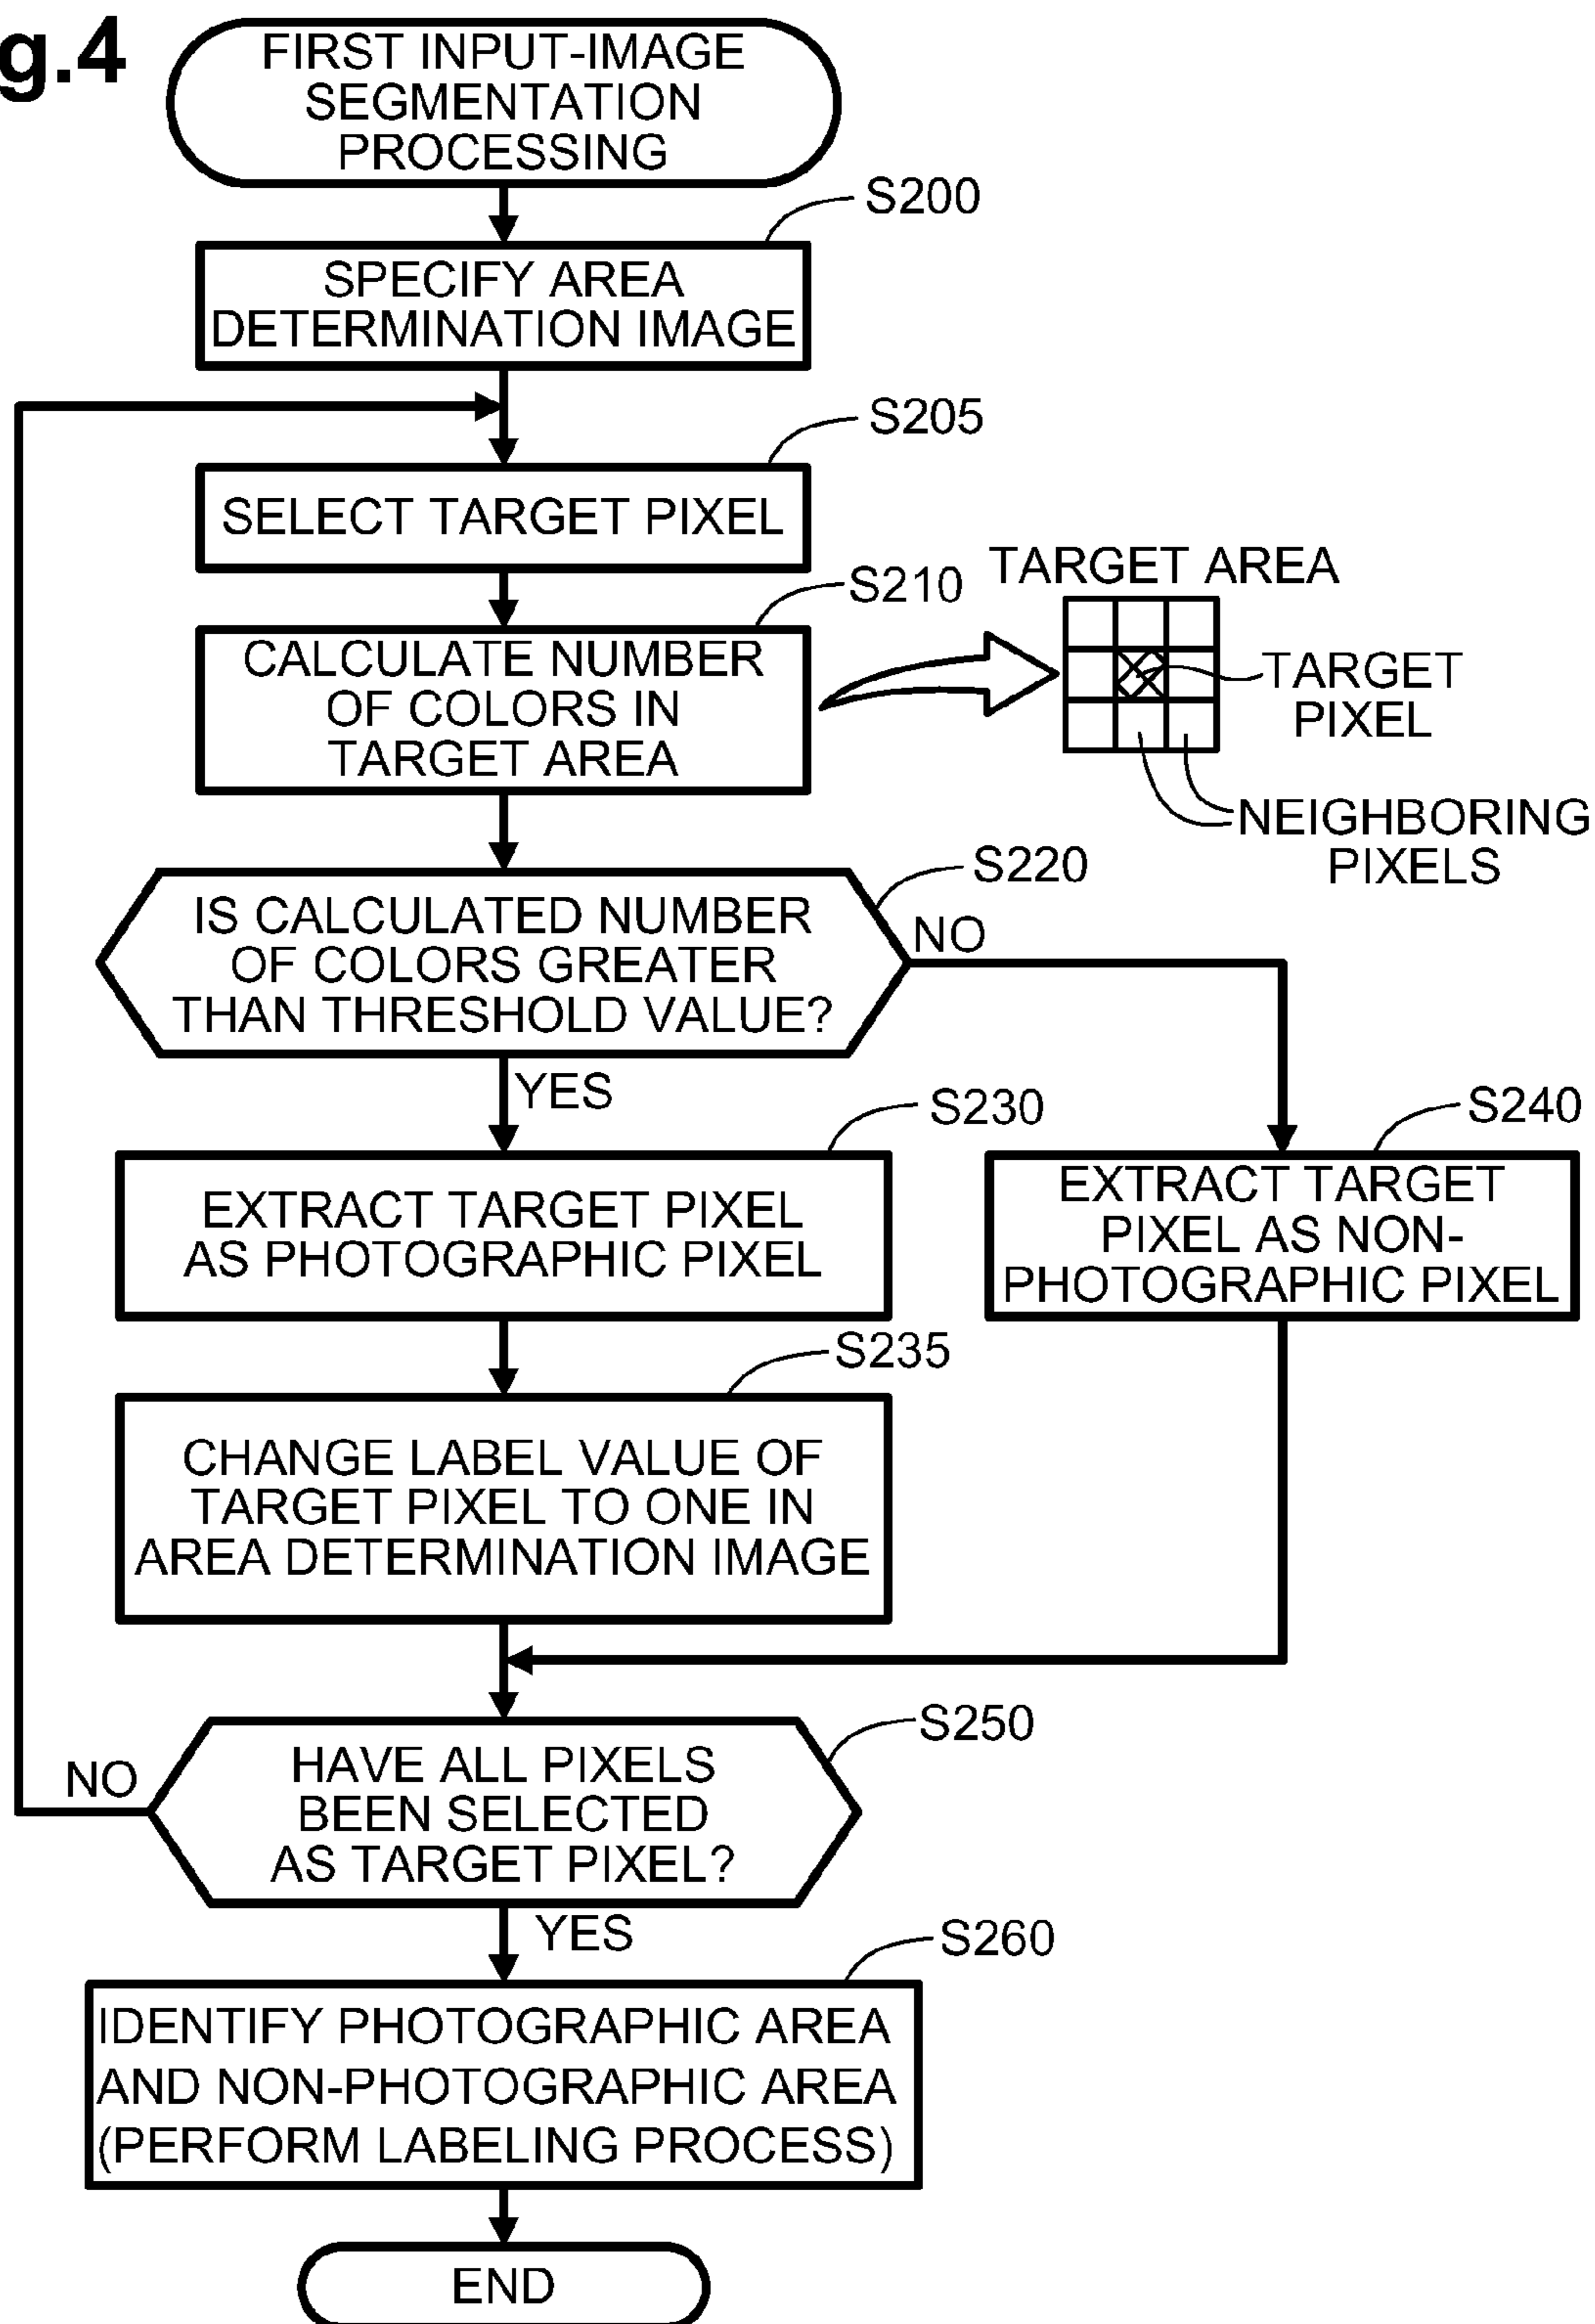 g.4
FIRST INPUT-IMAGE
SEGMENTATION
PROCESSING
S200
SPECIFY AREA
DETERMINATION IMAGE
S205
SELECT TARGET PIXEL
S210
CALCULATE NUMBER
OF COLORS IN
TARGET AREA
TARGET AREA
TARGET
PIXEL
NEIGHBORING
PIXELS
S220
IS CALCULATED NUMBER
OF COLORS GREATER
THAN THRESHOLD VALUE?
NO
YES
S230
EXTRACT TARGET PIXEL
AS PHOTOGRAPHIC PIXEL
S240
EXTRACT TARGET
PIXEL AS NON-
PHOTOGRAPHIC PIXEL
S235
CHANGE LABEL VALUE OF
TARGET PIXEL TO ONE IN
AREA DETERMINATION IMAGE
S250
HAVE ALL PIXELS
BEEN SELECTED
AS TARGET PIXEL?
NO
YES
S260
IDENTIFY PHOTOGRAPHIC AREA
AND NON-PHOTOGRAPHIC AREA
(PERFORM LABELING PROCESS)
END